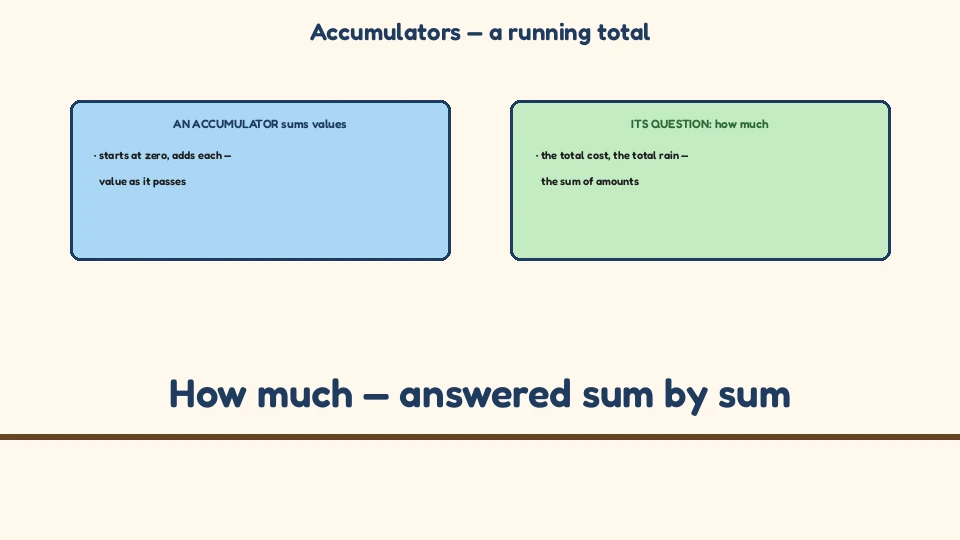 Accumulators — a running total
AN ACCUMULATOR sums values
· starts at zero, adds each —
value as it passes
ITS QUESTION: how much
· the total cost, the total rain —
the sum of amounts
How much — answered sum by sum